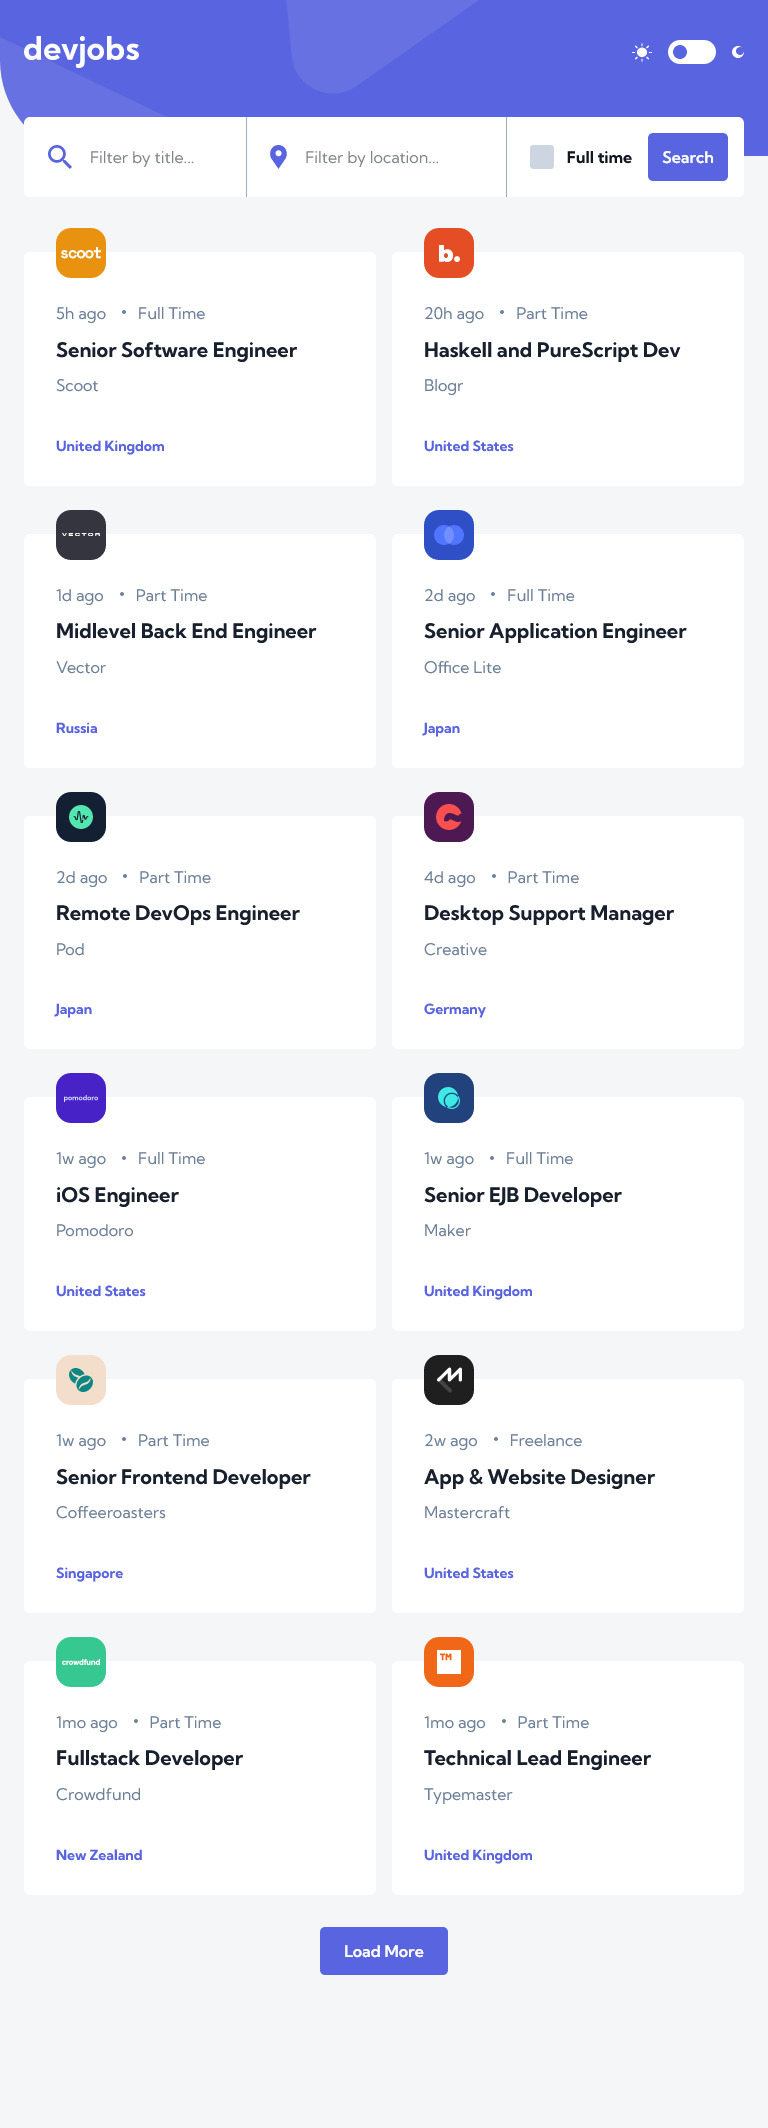 devjobs
Filter by title...
Filter by location...
Full time
Search
scoot
5h ago • Full Time
Senior Software Engineer
Scoot
United Kingdom
b.
20h ago • Part Time
Haskell and PureScript Dev
Blogr
United States
VECTOR
1d ago • Part Time
Midlevel Back End Engineer
Vector
Russia
2d ago • Full Time
Senior Application Engineer
Office Lite
Japan
2d ago • Part Time
Remote DevOps Engineer
Pod
Japan
4d ago • Part Time
Desktop Support Manager
Creative
Germany
pomodoro
1w ago • Full Time
iOS Engineer
Pomodoro
United States
1w ago • Full Time
Senior EJB Developer
Maker
United Kingdom
1w ago • Part Time
Senior Frontend Developer
Coffeeroasters
Singapore
2w ago • Freelance
App & Website Designer
Mastercraft
United States
crowdfund
1mo ago • Part Time
Fullstack Developer
Crowdfund
New Zealand
TM
1mo ago • Part Time
Technical Lead Engineer
Typemaster
United Kingdom
Load More